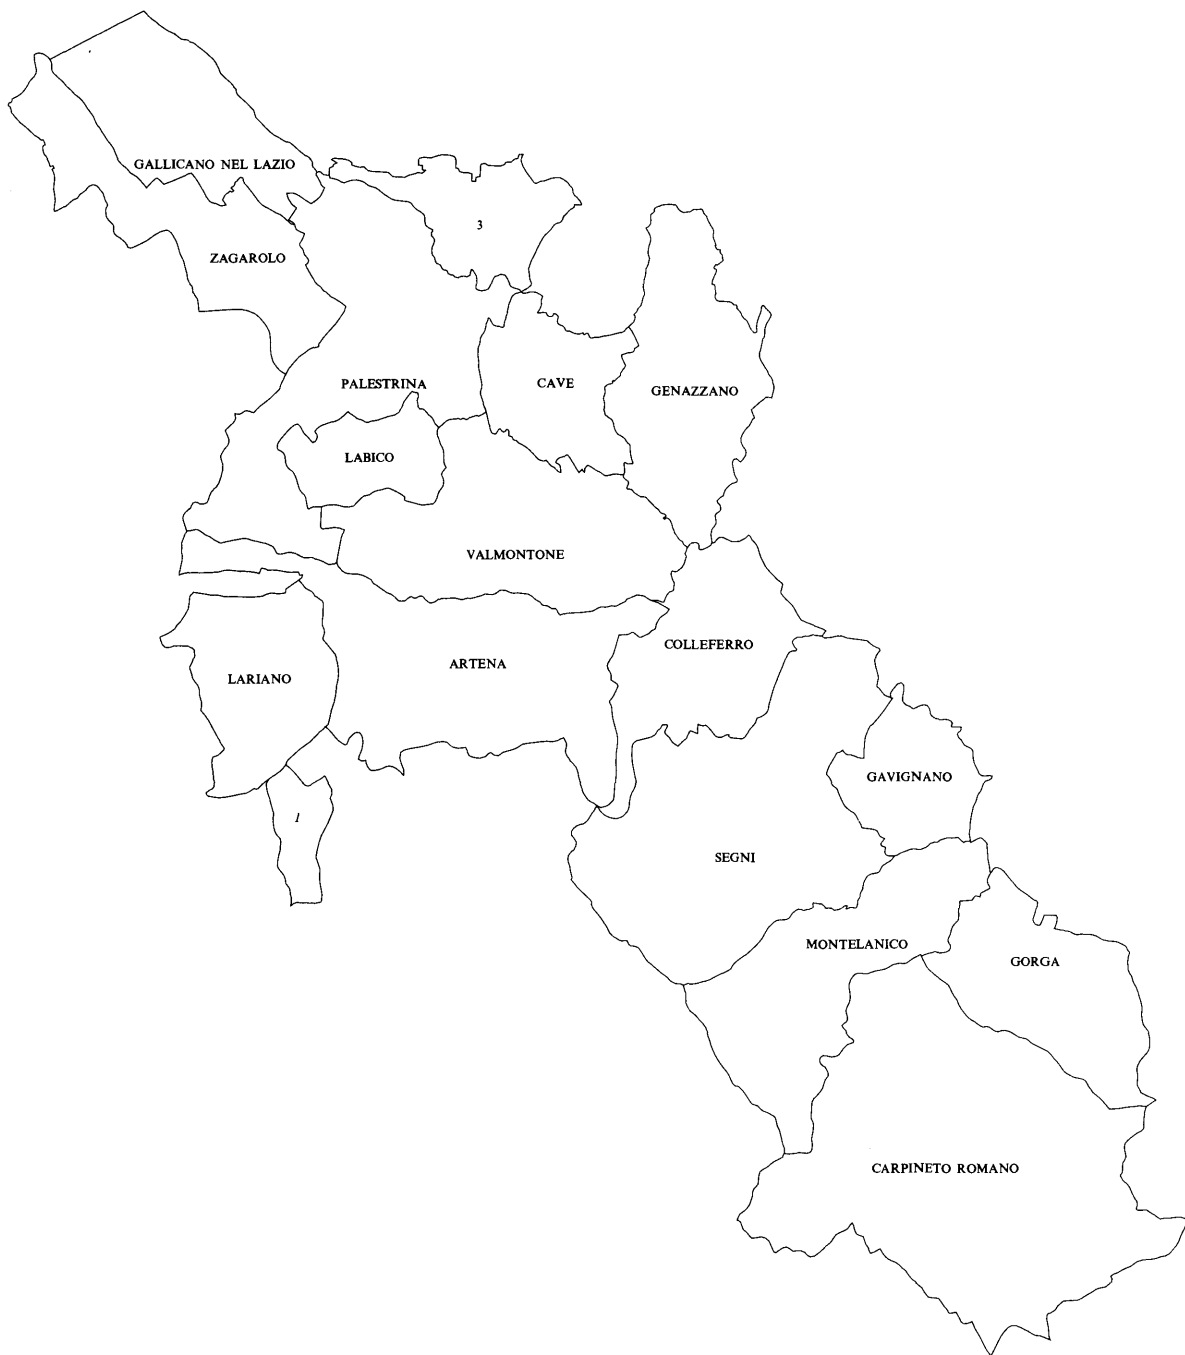 GALLICANO NEL LAZIO
3
ZAGAROLO
PALESTRINA
CAVE
GENAZZANO
LABICO
VALMONTONE
COLLEFERRO
ARTENA
LARIANO
GAVIGNANO
1
SEGNI
MONTELANICO
GORGA
CARPINETO ROMANO